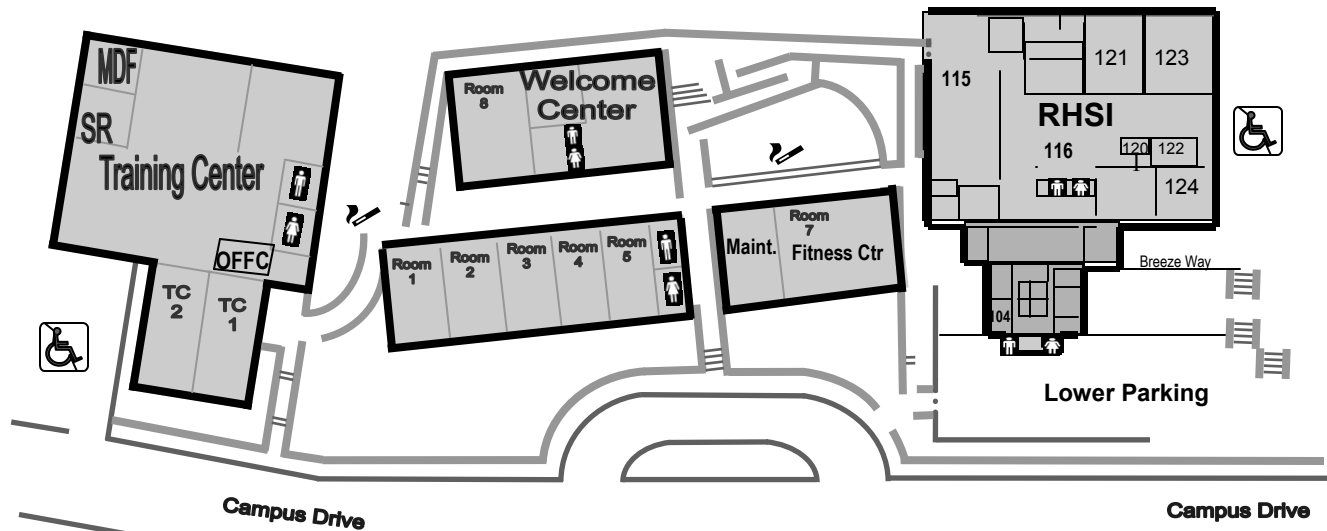 MDF
SR
Training Center
OFFC
TC
2
TC
1
Room
8
Welcome
Center
Room
1
Room
2
Room
3
Room
4
Room
5
Maint.
Room
7
Fitness Ctr
115
121
123
RHSI
116
120
122
124
104
Breeze Way
Lower Parking
Campus Drive
Campus Drive